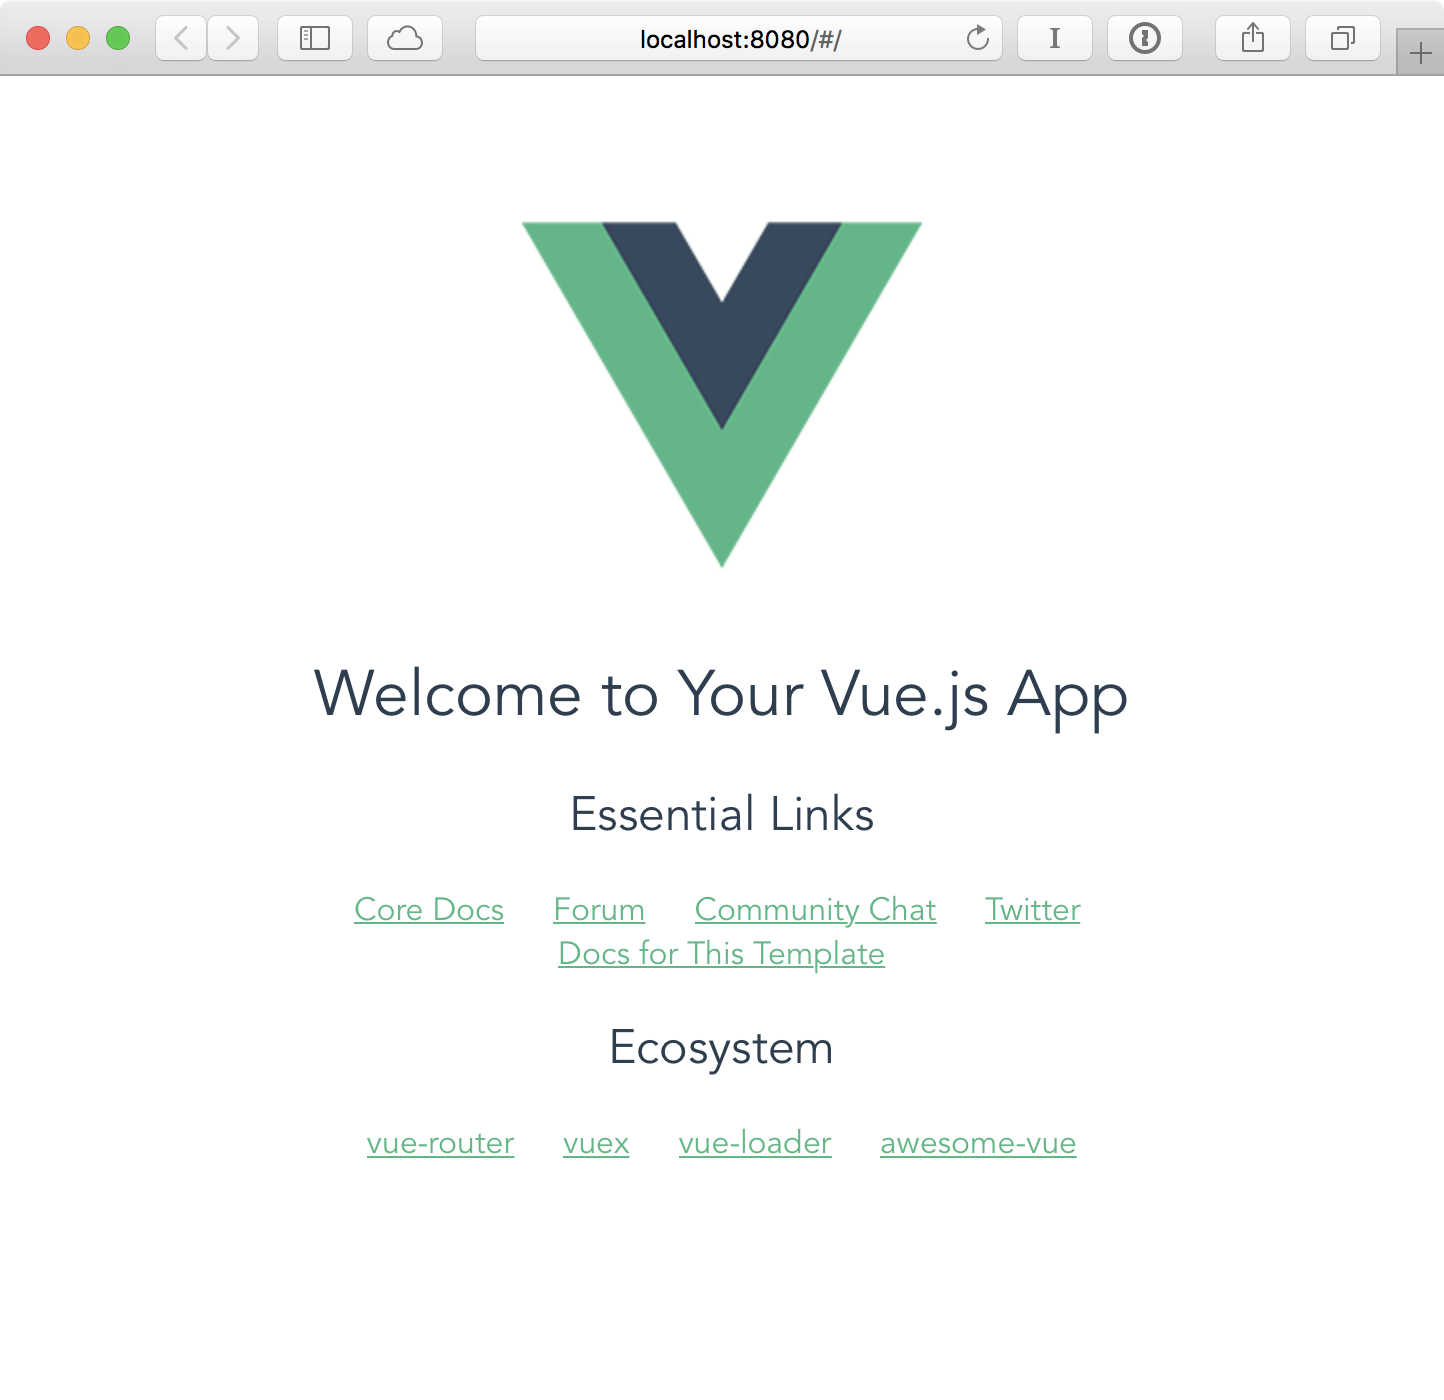 localhost:8080/#/
Welcome to Your Vue.js App
Essential Links
Core Docs Forum Community Chat Twitter
Docs for This Template
Ecosystem
vue-router vuex vue-loader awesome-vue